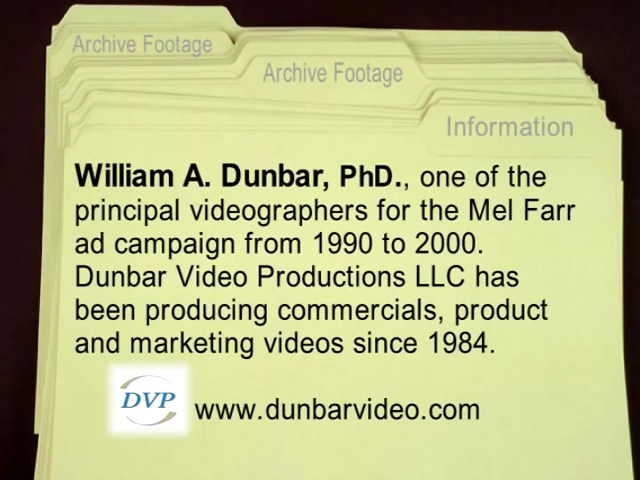 Archive Footage
Archive Footage
Information
William A. Dunbar, PhD., one of the
principal videographers for the Mel Farr
ad campaign from 1990 to 2000.
Dunbar Video Productions LLC has
been producing commercials, product
and marketing videos since 1984.
DVP www.dunbarvideo.com